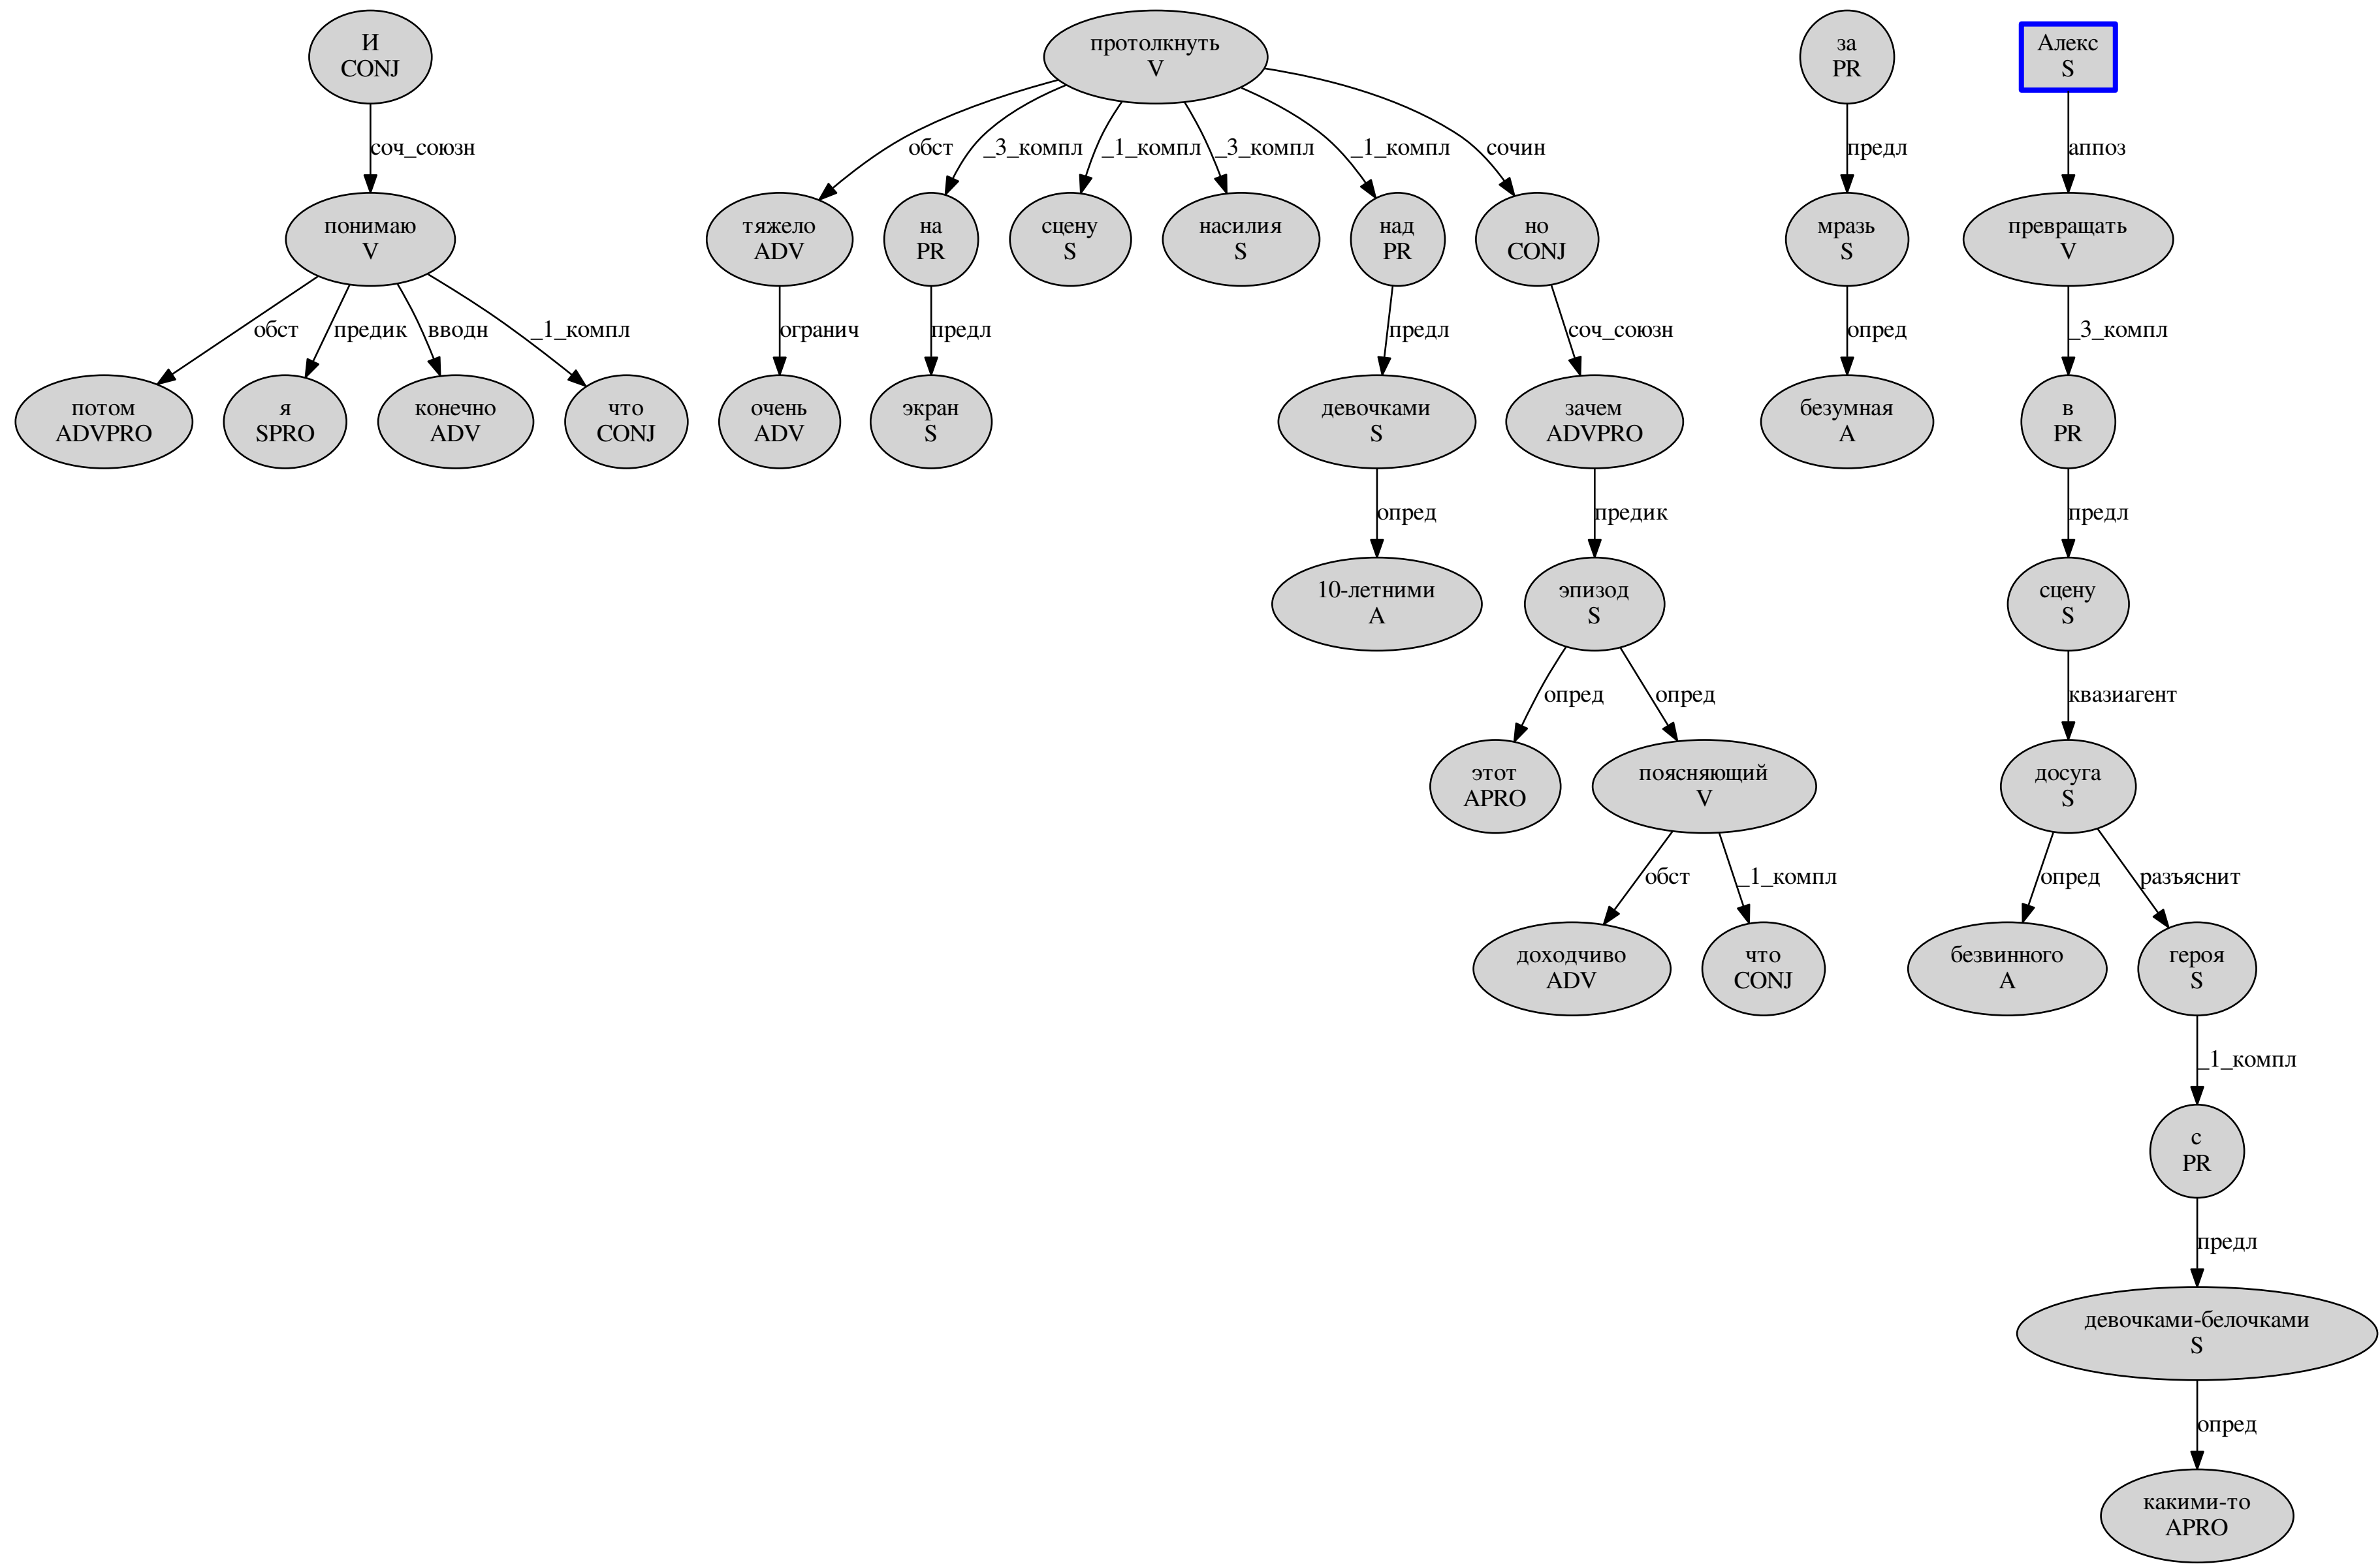 И
CONJ
протолкнуть
V
за
PR
Алекс
S
соч_союзн
обст
_3_компл
_1_компл
_3_компл
_1_компл
сочин
предл
аппоз
понимаю
V
тяжело
ADV
на
PR
сцену
S
насилия
S
над
PR
но
CONJ
мразь
S
превращать
V
обст
предик
вводн
_1_компл
огранич
предл
предл
соч_союзн
опред
_3_компл
потом
ADVPRO
я
SPRO
конечно
ADV
что
CONJ
очень
ADV
экран
S
девочками
S
зачем
ADVPRO
безумная
A
в
PR
опред
предик
предл
10-летними
A
эпизод
S
сцену
S
опред
опред
квазиагент
этот
APRO
поясняющий
V
досуга
S
обст
_1_компл
опред
разъяснит
доходчиво
ADV
что
CONJ
безвинного
A
героя
S
_1_компл
с
PR
предл
девочками-белочками
S
опред
какими-то
APRO